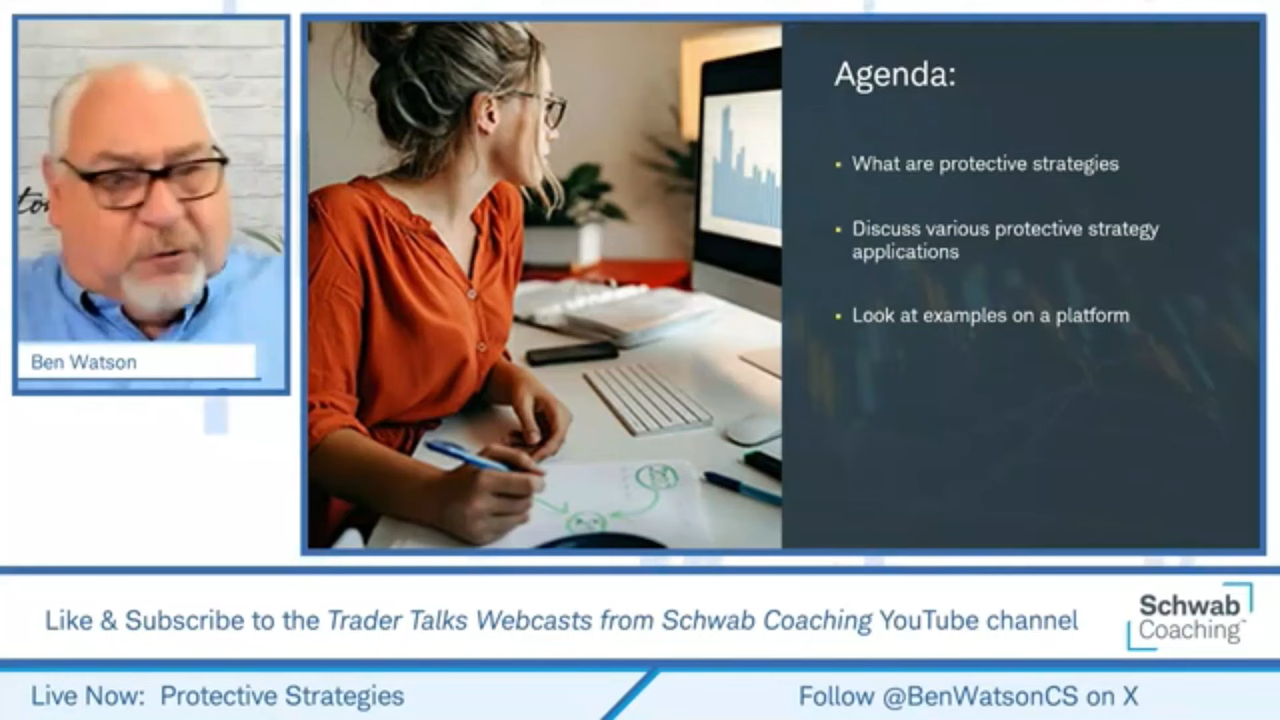 Ben Watson
Agenda:
▪ What are protective strategies
▪ Discuss various protective strategy
applications
▪ Look at examples on a platform
Like & Subscribe to the Trader Talks Webcasts from Schwab Coaching YouTube channel
Schwab
Coaching™
Live Now: Protective Strategies
Follow @BenWatsonCS on X